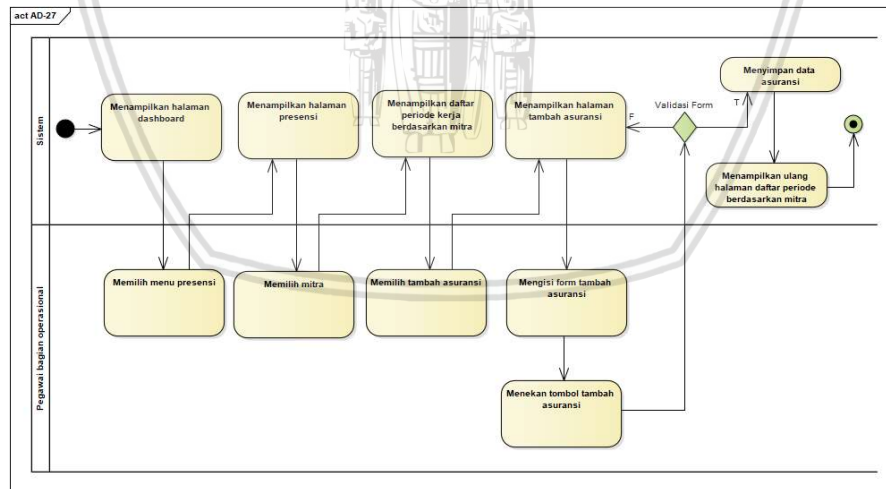 act AD-27
Sistem
Menampilkan halaman
dashboard
Menampilkan halaman
presensi
Menampilkan daftar
periode kerja
berdasarkan mitra
Menampilkan halaman
tambah asuransi
F
Validasi Form
T
Menyimpan data
asuransi
Menampilkan ulang
halaman daftar periode
berdasarkan mitra
Pegawai bagian operasional
Memilih menu presensi
Memilih mitra
Memilih tambah asuransi
Mengisi form tambah
asuransi
Menekan tombol tambah
asuransi